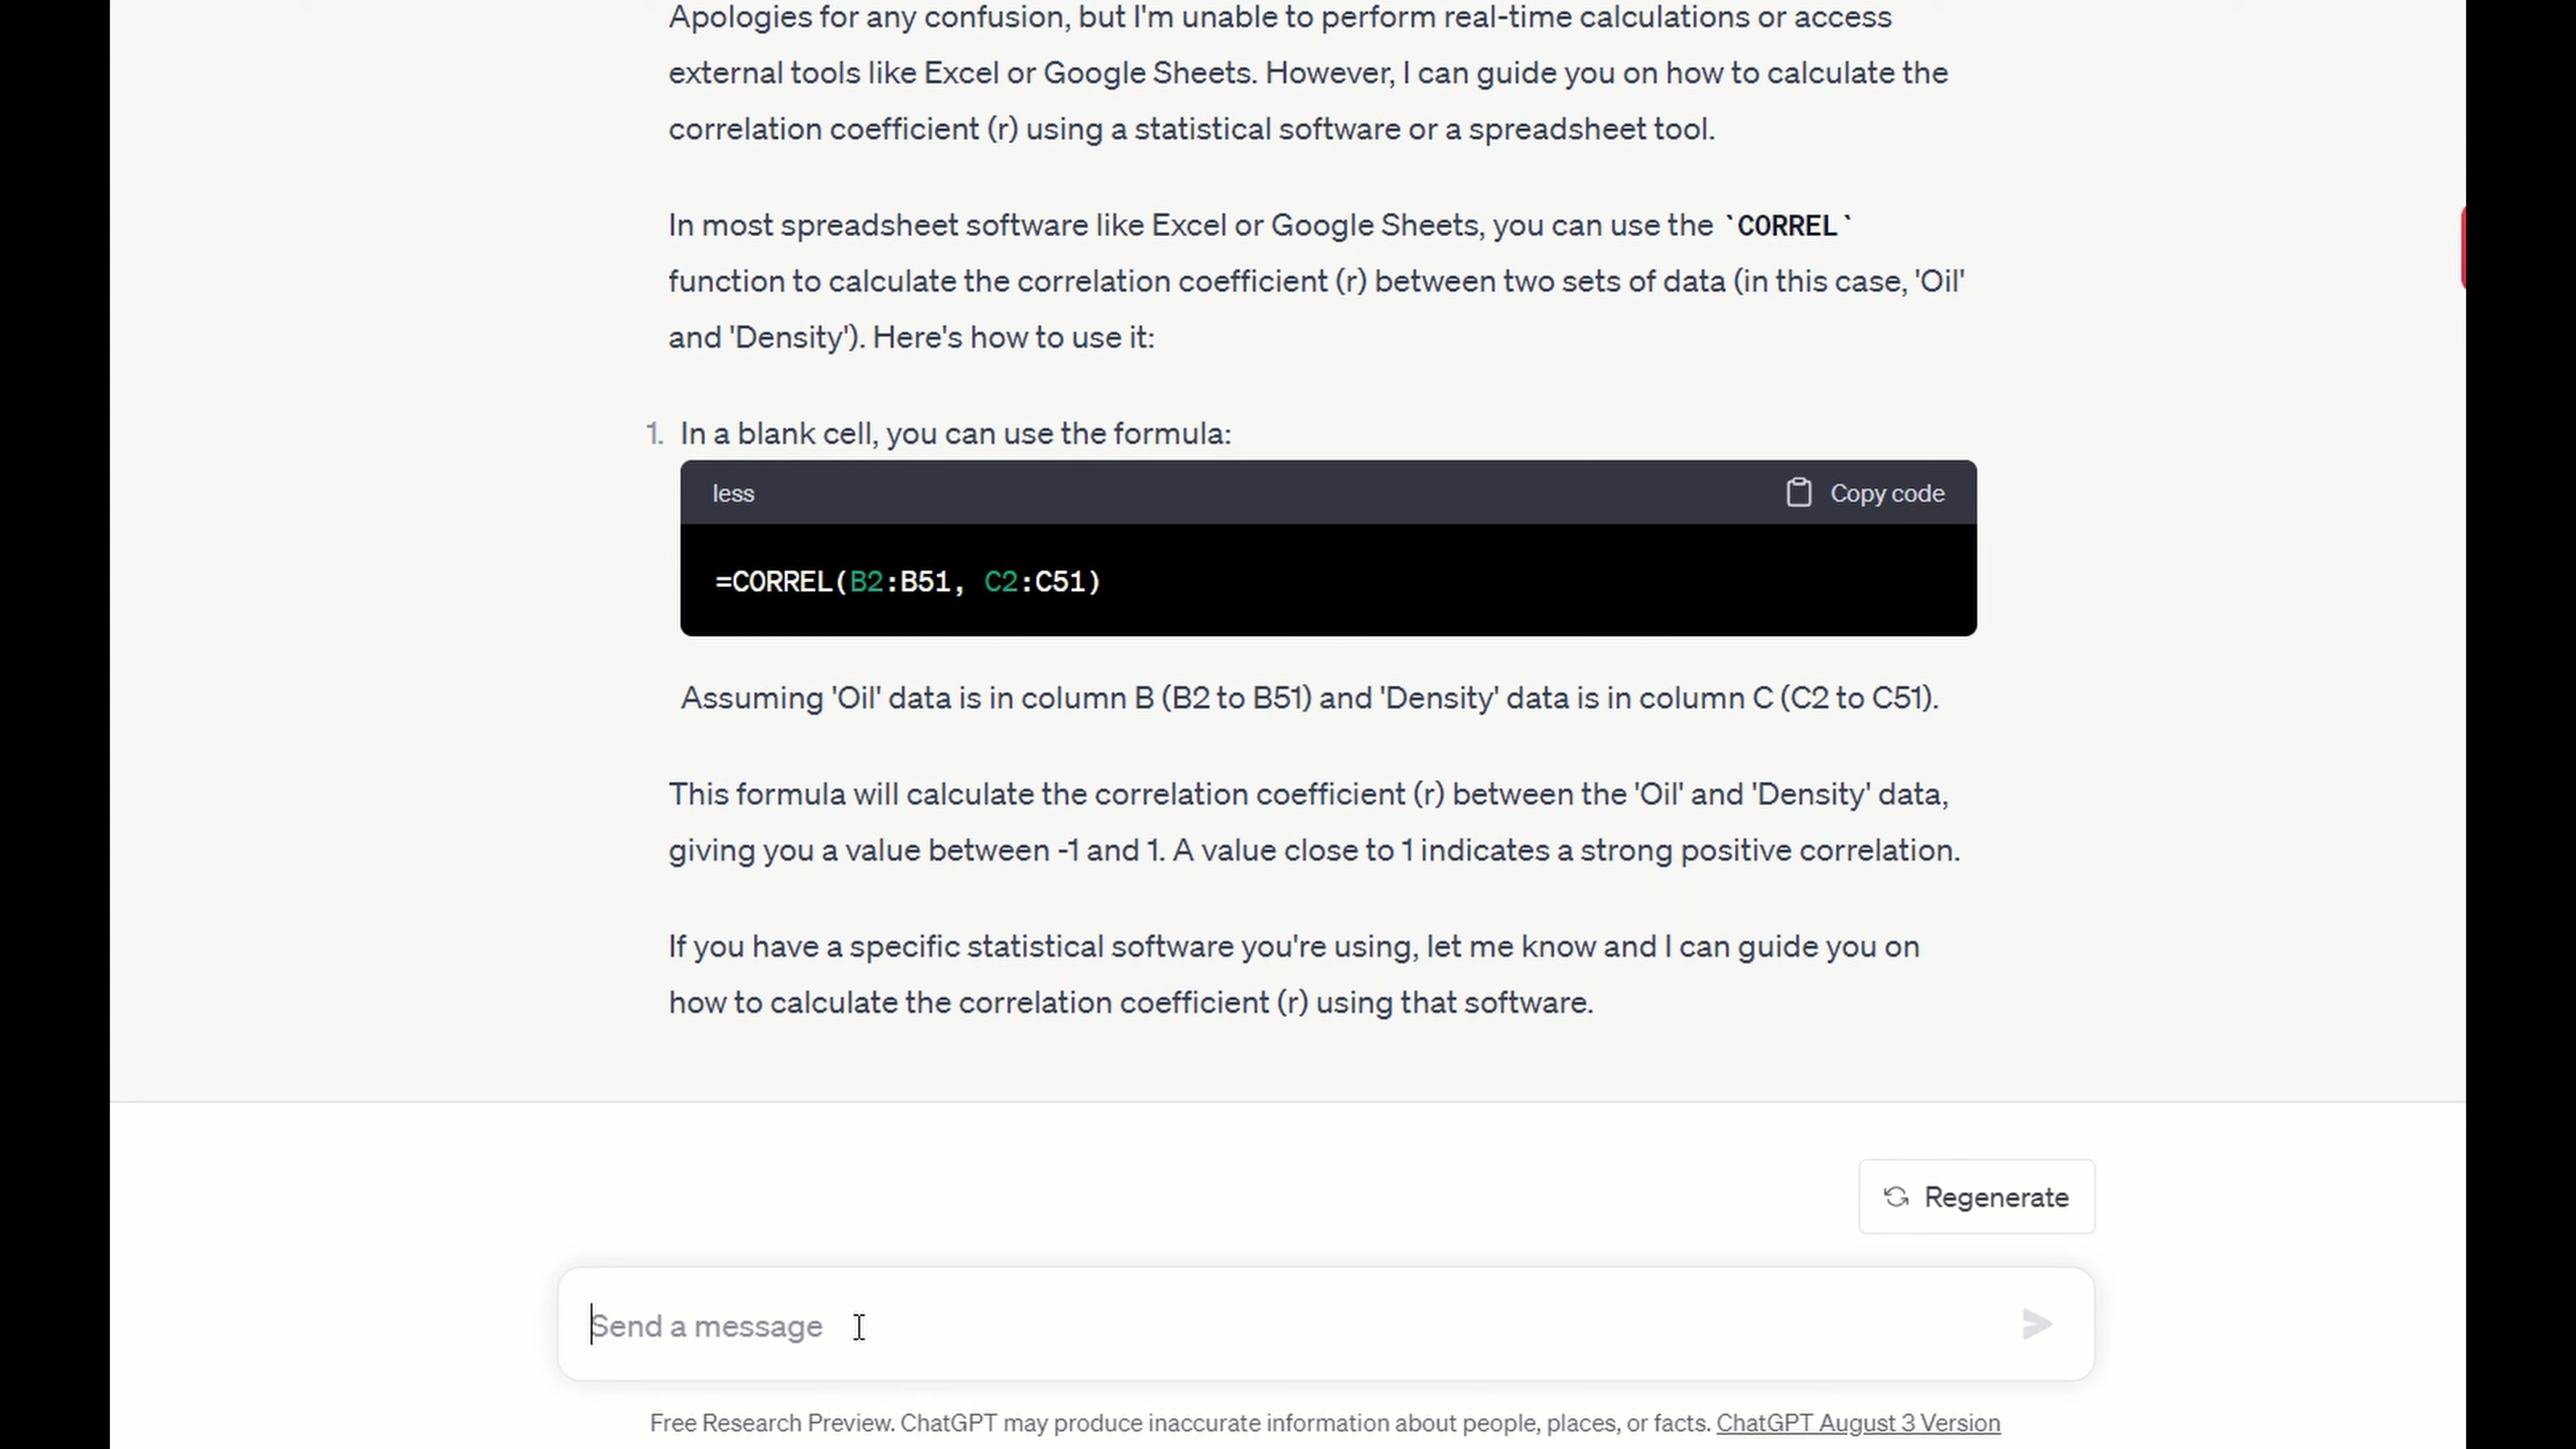 Apologies for any confusion, but I'm unable to perform real-time calculations or access
external tools like Excel or Google Sheets. However, I can guide you on how to calculate the
correlation coefficient (r) using a statistical software or a spreadsheet tool.
In most spreadsheet software like Excel or Google Sheets, you can use the `CORREL`
function to calculate the correlation coefficient (r) between two sets of data (in this case, 'Oil'
and 'Density'). Here's how to use it:
1. In a blank cell, you can use the formula:
less Copy code
=CORREL(B2:B51, C2:C51)
Assuming 'Oil' data is in column B (B2 to B51) and 'Density' data is in column C (C2 to C51).
This formula will calculate the correlation coefficient (r) between the 'Oil' and 'Density' data,
giving you a value between -1 and 1. A value close to 1 indicates a strong positive correlation.
If you have a specific statistical software you're using, let me know and I can guide you on
how to calculate the correlation coefficient (r) using that software.
Regenerate
Send a message
Free Research Preview. ChatGPT may produce inaccurate information about people, places, or facts. ChatGPT August 3 Version